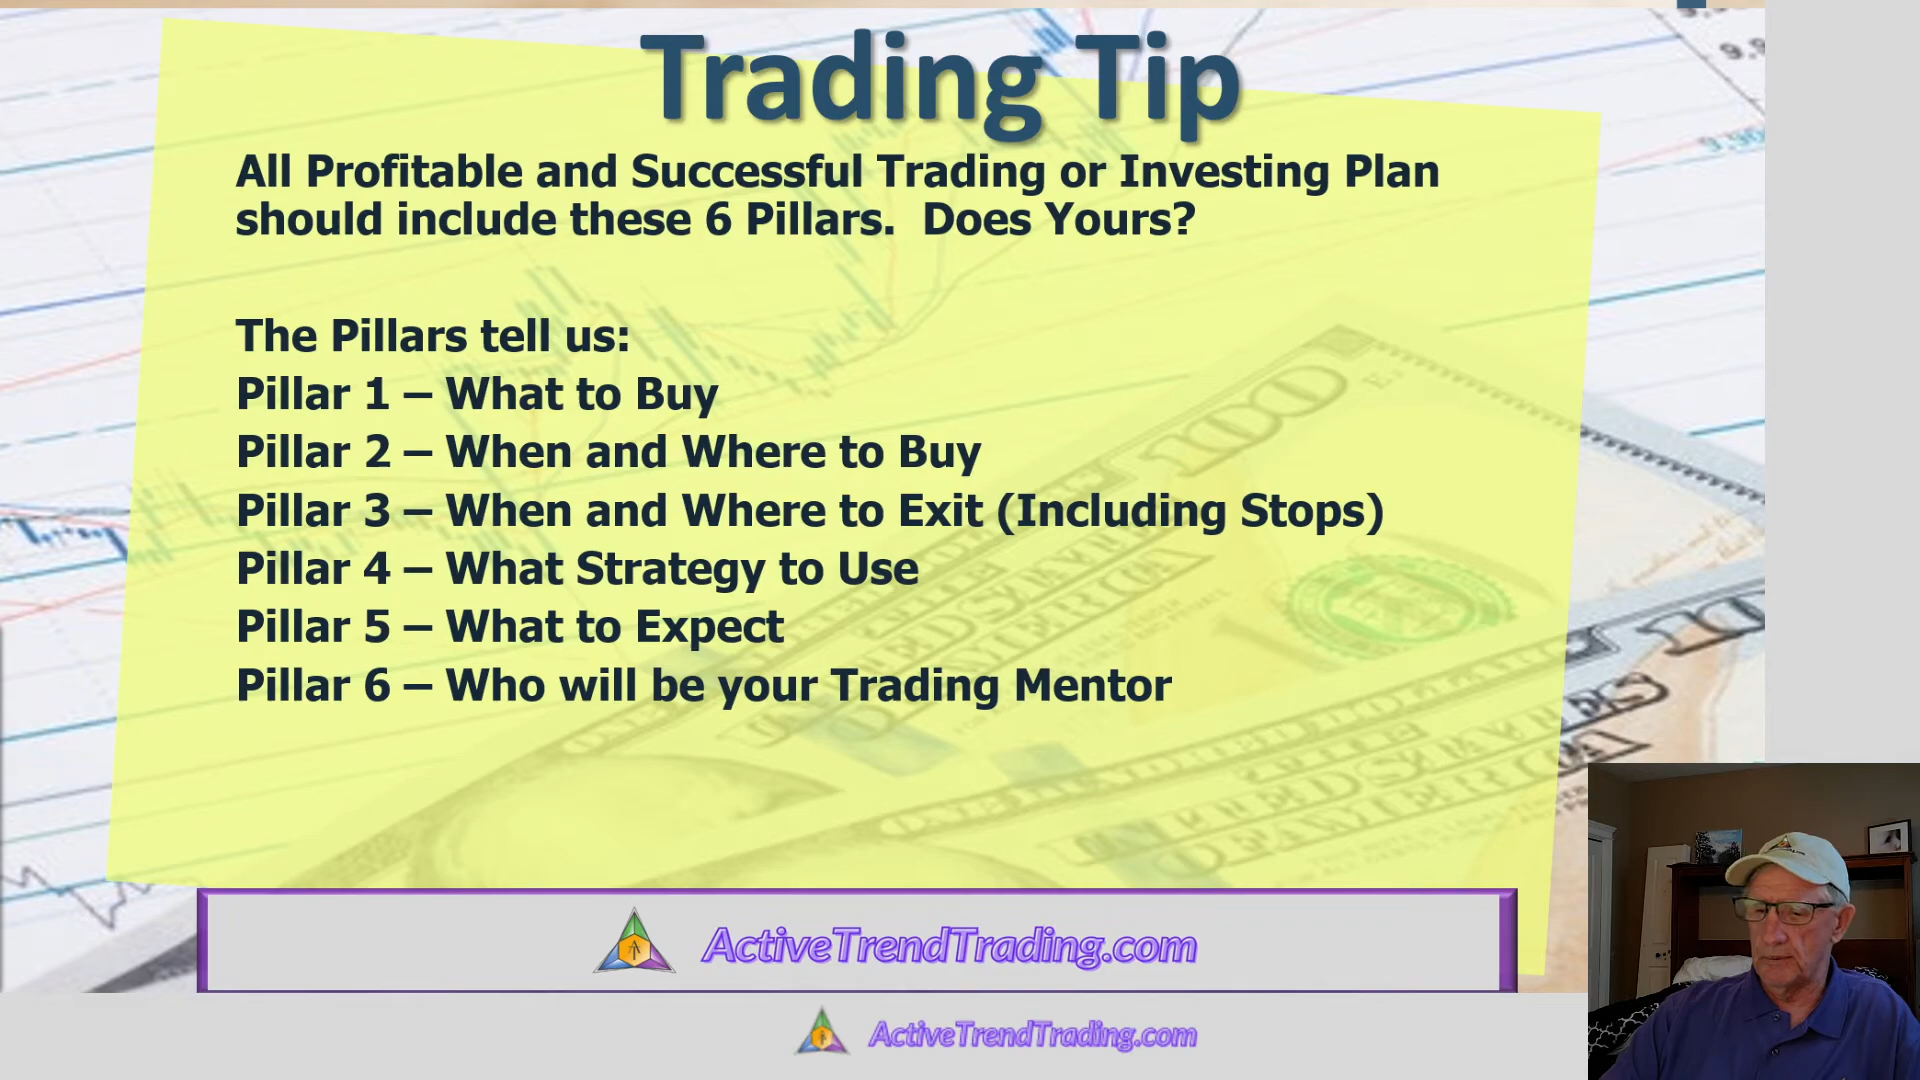 Trading Tip
All Profitable and Successful Trading or Investing Plan
should include these 6 Pillars.  Does Yours?
The Pillars tell us:
Pillar 1 – What to Buy
Pillar 2 – When and Where to Buy
Pillar 3 – When and Where to Exit (Including Stops)
Pillar 4 – What Strategy to Use
Pillar 5 – What to Expect
Pillar 6 – Who will be your Trading Mentor
ActiveTrendTrading.com
ActiveTrendTrading.com